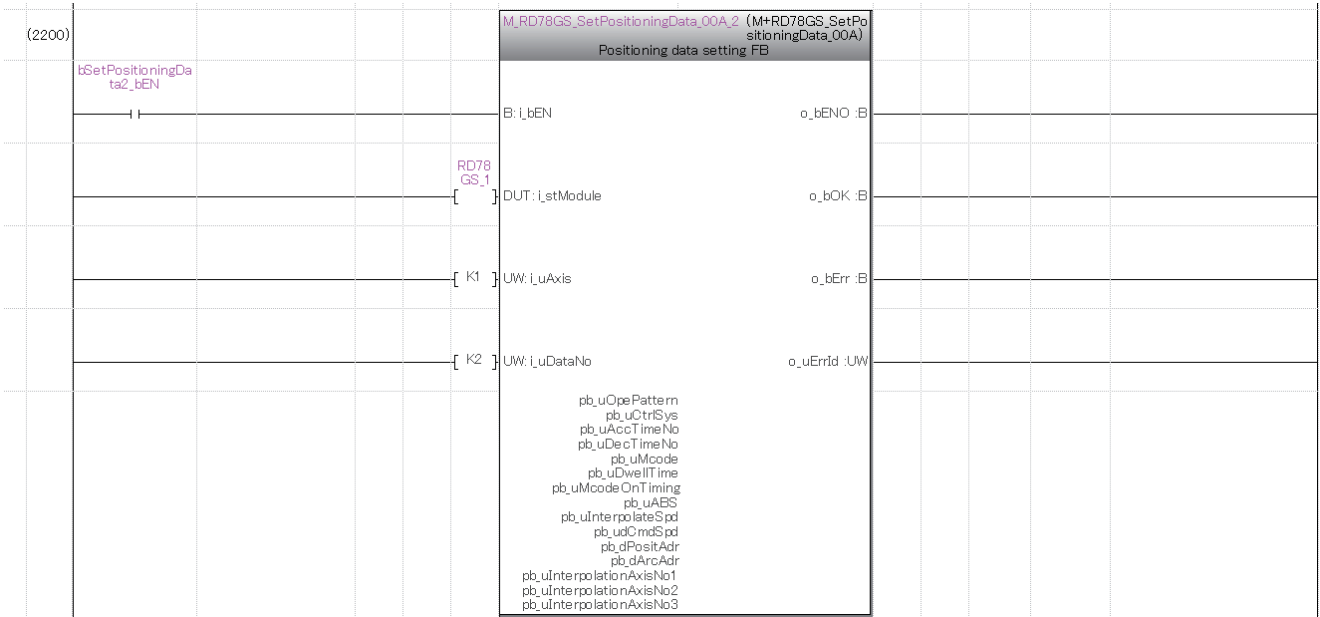 M_RD78GS_SetPositioningData_00A_2 (M+RD78GS_SetPo
(2200)
sitioningData_00A)
Positioning data setting FB
bSetPositioningDa
ta2_bEN
B: i_bEN
o_bENO :B
RD78
GS_1
DUT: i_stModule
o_bOK :B
K1
UW: i_uAxis
o_bErr :B
K2
UW: i_uDataNo
o_uErrId :UW
pb_uOpePattern
pb_uCtrlSys
pb_uAccTimeNo
pb_uDecTimeNo
pb_uMcode
pb_uDwellTime
pb_uMcodeOnTiming
pb_uABS
pb_uInterpolateSpd
pb_udCmdSpd
pb_dPositAdr
pb_dArcAdr
pb_uInterpolationAxisNo1
pb_uInterpolationAxisNo2
pb_uInterpolationAxisNo3